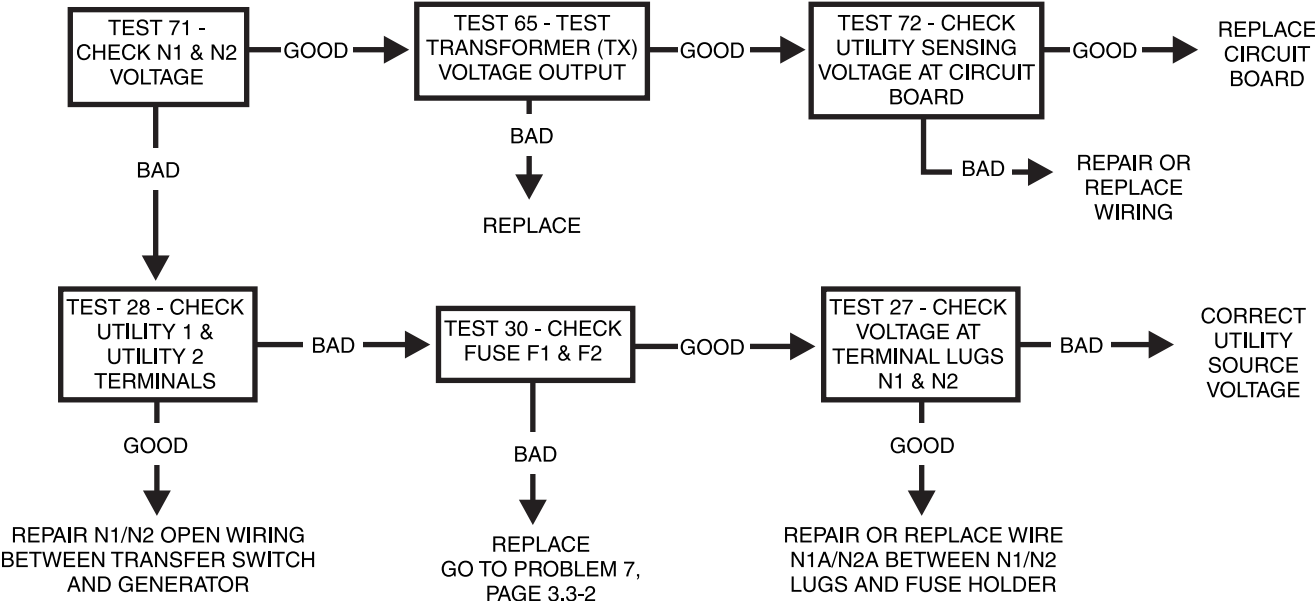 TEST 71 -
CHECK N1 & N2
VOLTAGE
GOOD
TEST 65 - TEST
TRANSFORMER (TX)
VOLTAGE OUTPUT
GOOD
TEST 72 - CHECK
UTILITY SENSING
VOLTAGE AT CIRCUIT
BOARD
GOOD
REPLACE
CIRCUIT
BOARD
BAD
BAD
REPLACE
BAD
REPAIR OR
REPLACE
WIRING
TEST 28 - CHECK
UTILITY 1 &
UTILITY 2
TERMINALS
BAD
TEST 30 - CHECK
FUSE F1 & F2
GOOD
TEST 27 - CHECK
VOLTAGE AT
TERMINAL LUGS
N1 & N2
BAD
CORRECT
UTILITY
SOURCE
VOLTAGE
GOOD
REPAIR N1/N2 OPEN WIRING
BETWEEN TRANSFER SWITCH
AND GENERATOR
BAD
REPLACE
GO TO PROBLEM 7,
PAGE 3.3-2
GOOD
REPAIR OR REPLACE WIRE
N1A/N2A BETWEEN N1/N2
LUGS AND FUSE HOLDER